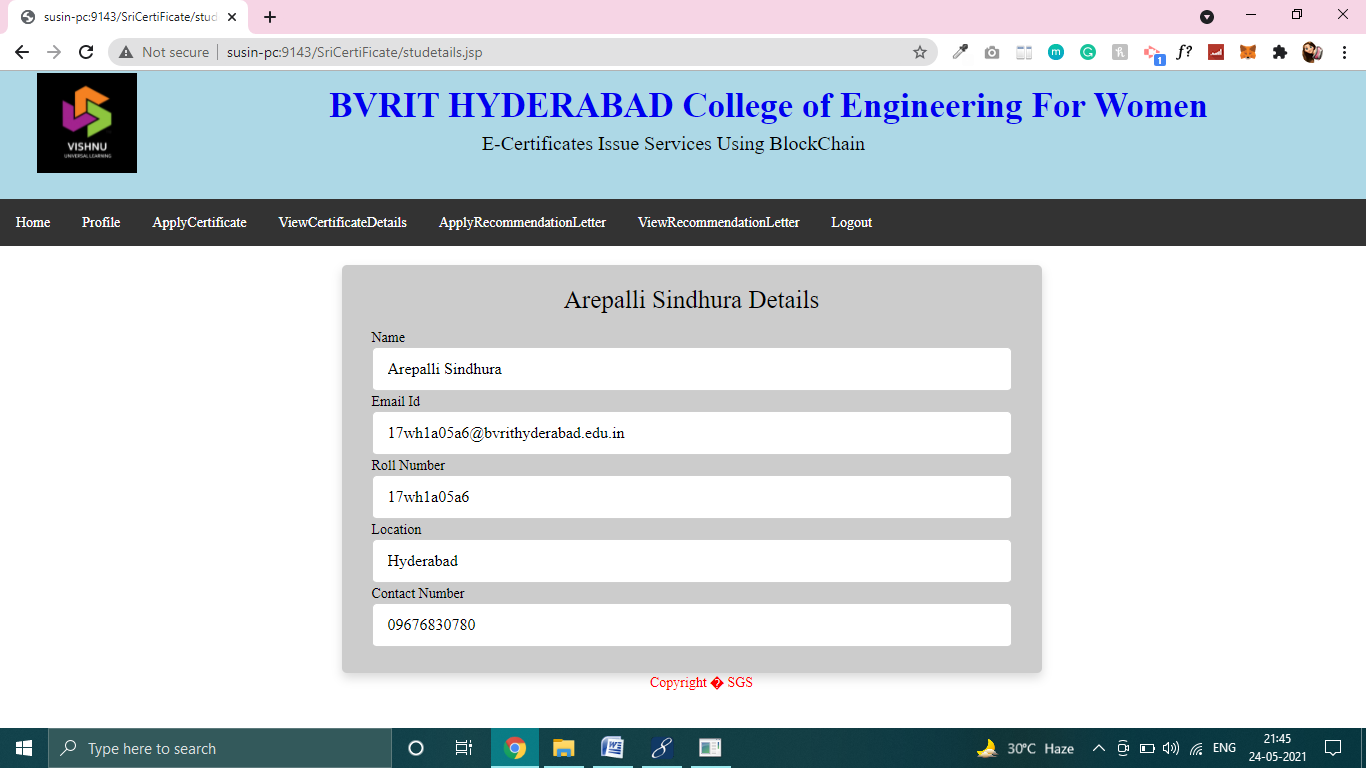 susin-pc:9143/SriCertiFicate/stud
Not secure
susin-pc:9143/SriCertiFicate/studetails.jsp
1
f?
VISHNU
UNIVERSAL LEARNING
BVRIT HYDERABAD College of Engineering For Women
E-Certificates Issue Services Using BlockChain
Home Profile ApplyCertificate ViewCertificateDetails ApplyRecommendationLetter ViewRecommendationLetter Logout
Arepalli Sindhura Details
Name
Arepalli Sindhura
Email Id
17wh1a05a6@bvrithyderabad.edu.in
Roll Number
17wh1a05a6
Location
Hyderabad
Contact Number
09676830780
Copyright � SGS
Type here to search
30°C Haze
ENG
21:45
24-05-2021